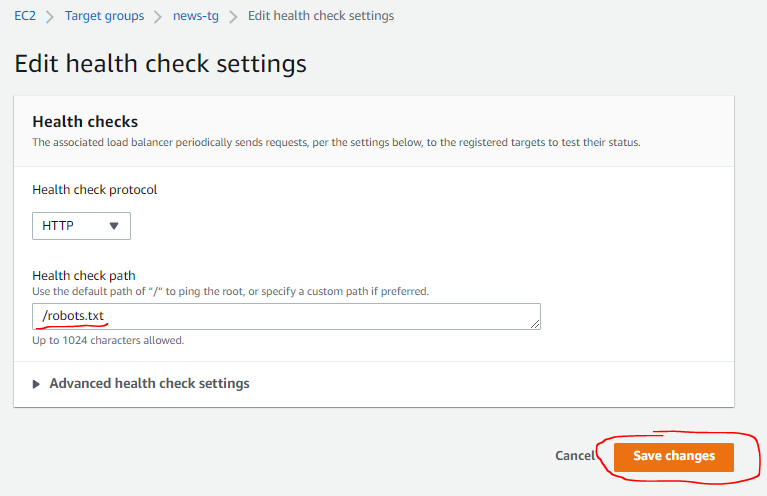 EC2 > Target groups > news-tg > Edit health check settings
Edit health check settings
Health checks
The associated load balancer periodically sends requests, per the settings below, to the registered targets to test their status.
Health check protocol
HTTP
Health check path
Use the default path of "/" to ping the root, or specify a custom path if preferred.
/robots.txt
Up to 1024 characters allowed.
Advanced health check settings
Cancel Save changes